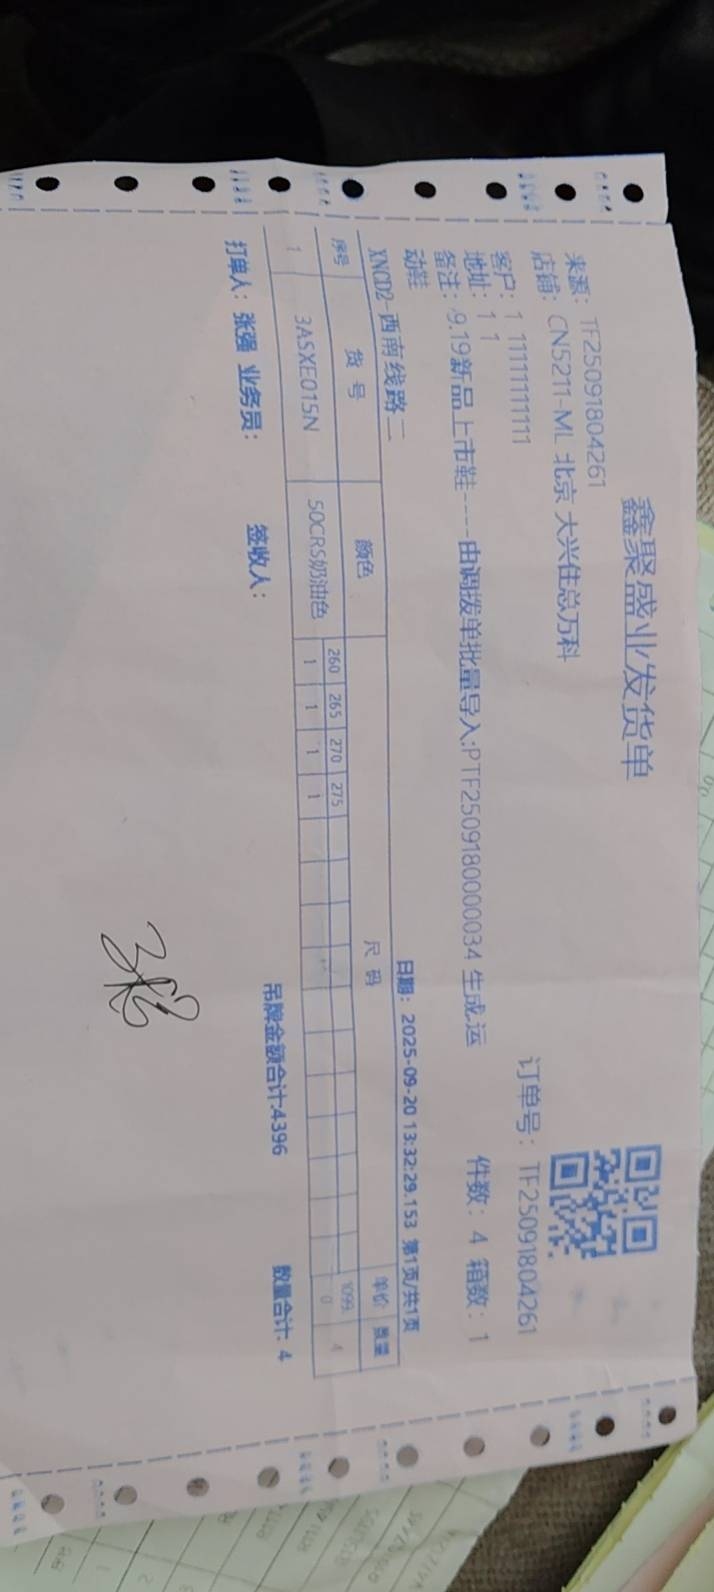 鑫聚盛业发货单
来源： TF25091804261
店铺： CN5211-ML 北京 大兴住总万科
订单号： TF25091804261
客户： 1 11111111111
地址： 1 1
件数： 4 箱数： 1
备注： 9.19新品上市鞋----由调拨单批量导入:PTF2509180000034 生成,运
动鞋
日期： 2025-09-20 13:32:29.153 第1页/共1页
XNCD2-西南线路二
序号 货号 颜色 尺码 单价 数量
260 265 270 275
1 3ASXE015N 50CRS奶油色 1 1 1 1 1099.0 4
打单人： 张强 业务员： 签收人： 吊牌金额合计:4396 数量合计: 4